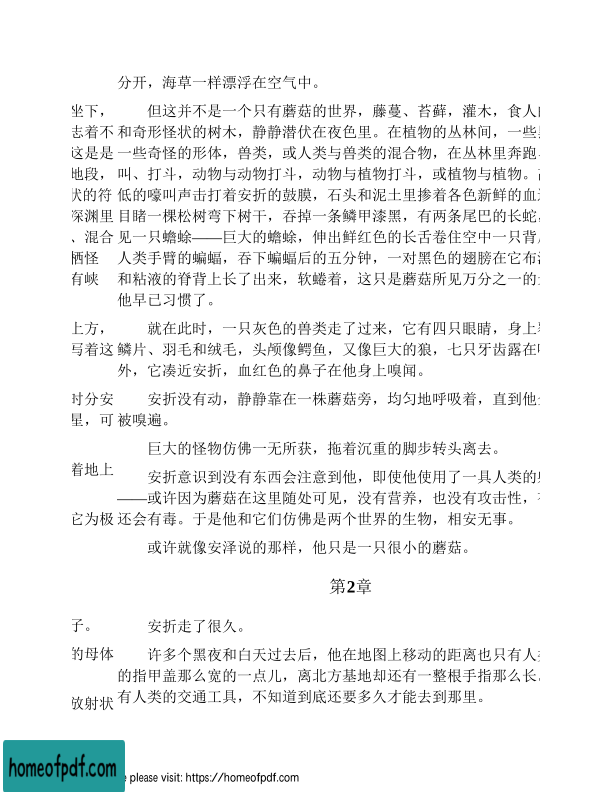 坐下，
志着不
这是是
地段，
状的符
深渊里
、混合
栖怪
有峡
上方，
写着这
时分安
星，可
着地上
它为极
子。
的母体
放射状
分开，海草一样漂浮在空气中。
但这并不是一个只有蘑菇的世界，藤蔓、苔藓，灌木，食人
和奇形怪状的树木，静静潜伏在夜色里。在植物的丛林间，一些
一些奇怪的形体，兽类，或人类与兽类的混合物，在丛林里奔跑
叫、打斗，动物与动物打斗，动物与植物打斗，或植物与植物。
低的嚎叫声击打着安折的鼓膜，石头和泥土里掺着各色新鲜的血
目睹一棵松树弯下树干，吞掉一条鳞甲漆黑，有两条尾巴的长蛇
见一只蟾蜍——巨大的蟾蜍，伸出鲜红色的长舌卷住空中一只背
人类手臂的蝙蝠，吞下蝙蝠后的五分钟，一对黑色的翅膀在它布
和粘液的脊背上长了出来，软蜷着，这只是蘑菇所见万分之一的
他早已习惯了。
就在此时，一只灰色的兽类走了过来，它有四只眼睛，身上
鳞片、羽毛和绒毛，头颅像鳄鱼，又像巨大的狼，七只牙齿露在
外，它凑近安折，血红色的鼻子在他身上嗅闻。
安折没有动，静静靠在一株蘑菇旁，均匀地呼吸着，直到他
被嗅遍。
巨大的怪物仿佛一无所获，拖着沉重的脚步转头离去。
安折意识到没有东西会注意到他，即使他使用了一具人类的
——或许因为蘑菇在这里随处可见，没有营养，也没有攻击性，
还会有毒。于是他和它们仿佛是两个世界的生物，相安无事。
或许就像安泽说的那样，他只是一只很小的蘑菇。
第2章
安折走了很久。
许多个黑夜和白天过去后，他在地图上移动的距离也只有人
的指甲盖那么宽的一点儿，离北方基地却还有一整根手指那么长
有人类的交通工具，不知道到底还要多久才能去到那里。
homeofpdf.com
please visit: https://homeofpdf.com